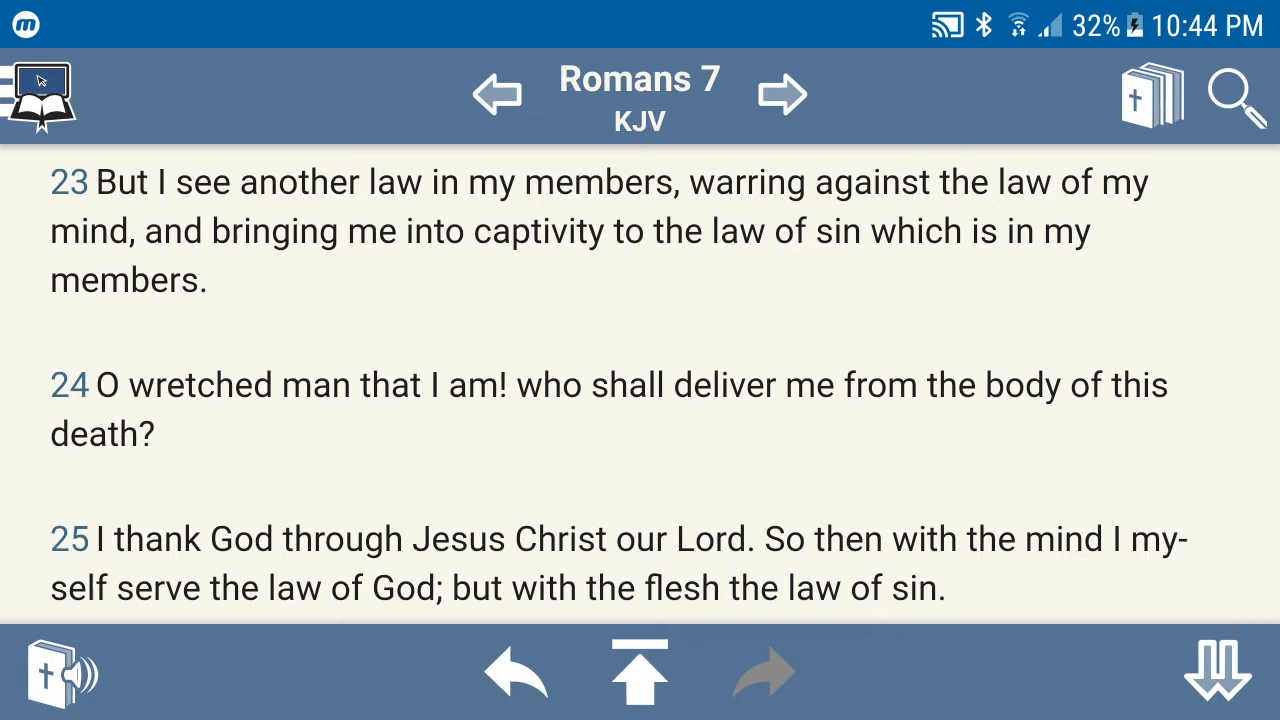 m 32% 10:44 PM
Romans 7
KJV
23 But I see another law in my members, warring against the law of my
mind, and bringing me into captivity to the law of sin which is in my
members.
24 O wretched man that I am! who shall deliver me from the body of this
death?
25 I thank God through Jesus Christ our Lord. So then with the mind I my-
self serve the law of God; but with the flesh the law of sin.